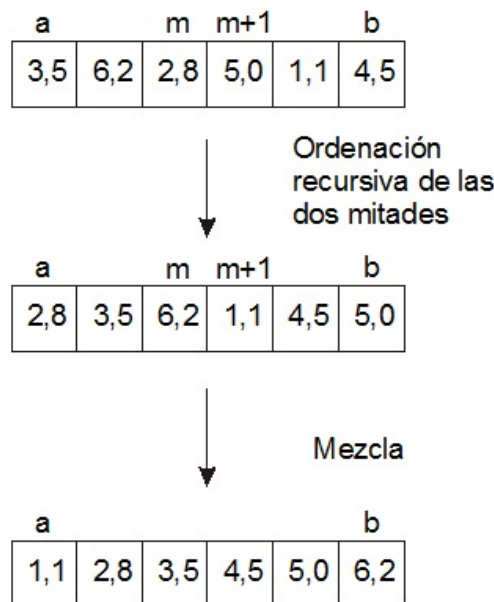 a m m+1 b
3,5 6,2 2,8 5,0 1,1 4,5
Ordenación
recursiva de las
dos mitades
a m m+1 b
2,8 3,5 6,2 1,1 4,5 5,0
Mezcla
a b
1,1 2,8 3,5 4,5 5,0 6,2